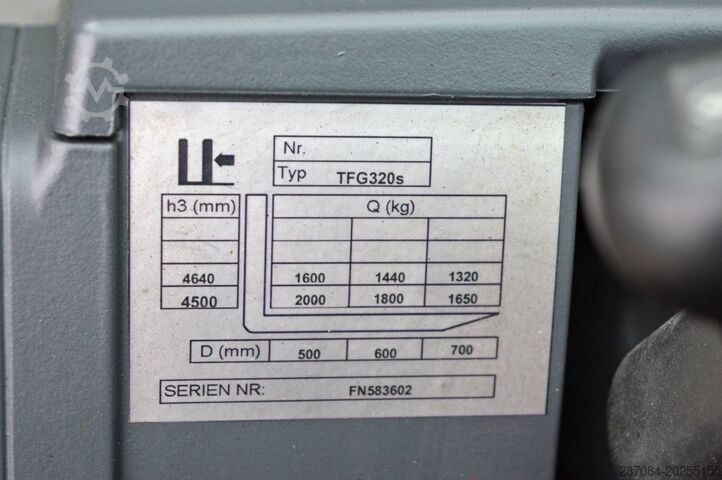 Nr.
Typ TFG320s
h3 (mm) Q (kg)
4640 1600 1440 1320
4500 2000 1800 1650
D (mm) 500 600 700
SERIEN NR: FN583602
287084-20255155